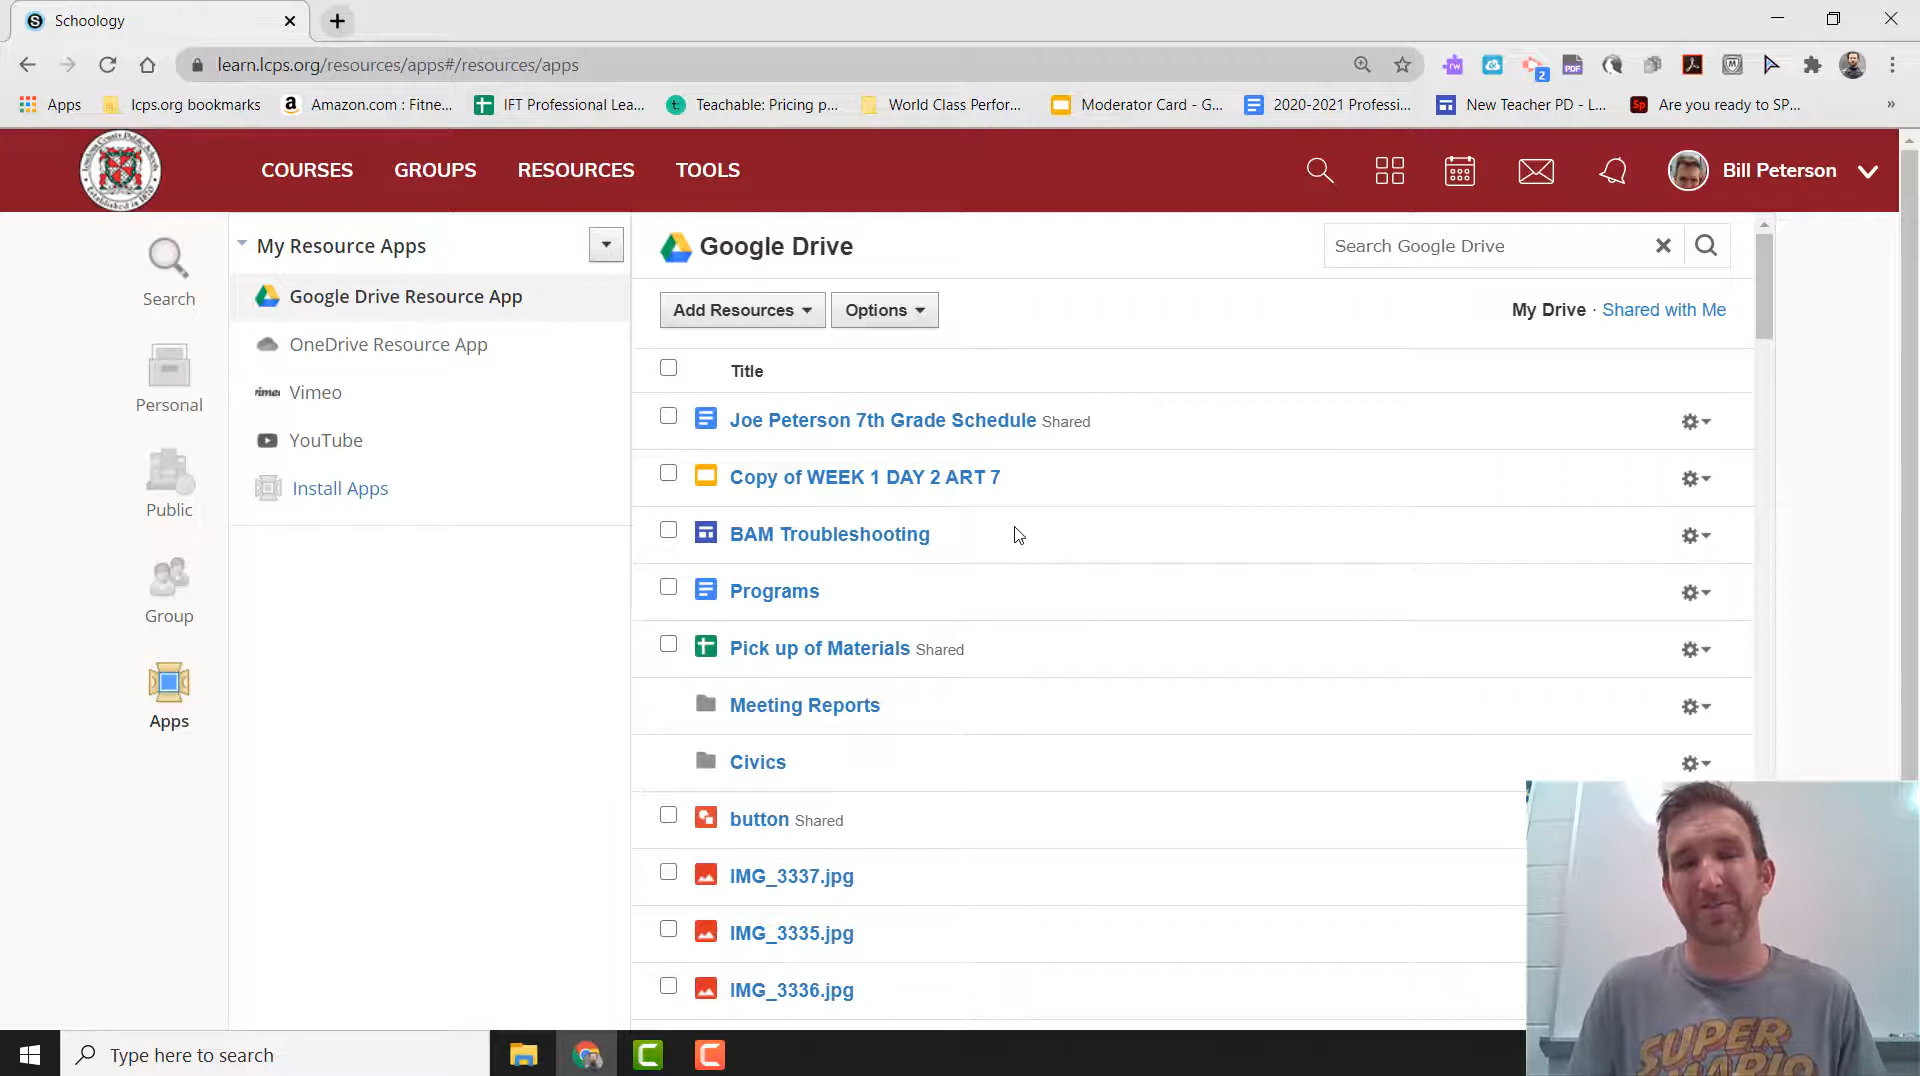 Schoology
learn.lcps.org/resources/apps#/resources/apps
2
PDF
Apps
lcps.org bookmarks
Amazon.com : Fitne...
IFT Professional Lea...
Teachable: Pricing p...
World Class Perfor...
Moderator Card - G...
2020-2021 Professi...
New Teacher PD - L...
Are you ready to SP...
COURSES
GROUPS
RESOURCES
TOOLS
Bill Peterson
Search
Personal
Public
Group
Apps
My Resource Apps
Google Drive Resource App
OneDrive Resource App
Vimeo
YouTube
Install Apps
Google Drive
Search Google Drive
Add Resources
Options
My Drive · Shared with Me
Title
Joe Peterson 7th Grade Schedule Shared
Copy of WEEK 1 DAY 2 ART 7
BAM Troubleshooting
Programs
Pick up of Materials Shared
Meeting Reports
Civics
button Shared
IMG_3337.jpg
IMG_3335.jpg
IMG_3336.jpg
SUPER
MARIO
Type here to search